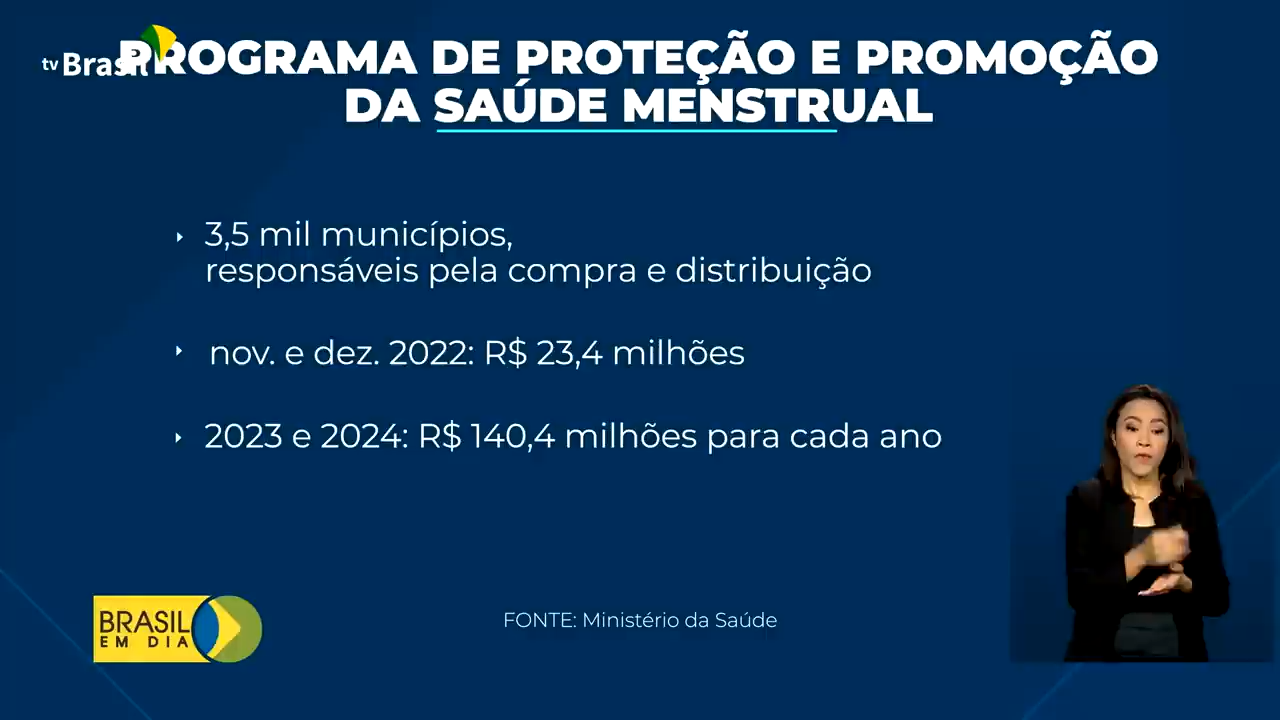 tv Brasil
PROGRAMA DE PROTEÇÃO E PROMOÇÃO
DA SAÚDE MENSTRUAL
3,5 mil municípios,
responsáveis pela compra e distribuição
nov. e dez. 2022: R$ 23,4 milhões
2023 e 2024: R$ 140,4 milhões para cada ano
BRASIL
EM DIA
FONTE: Ministério da Saúde